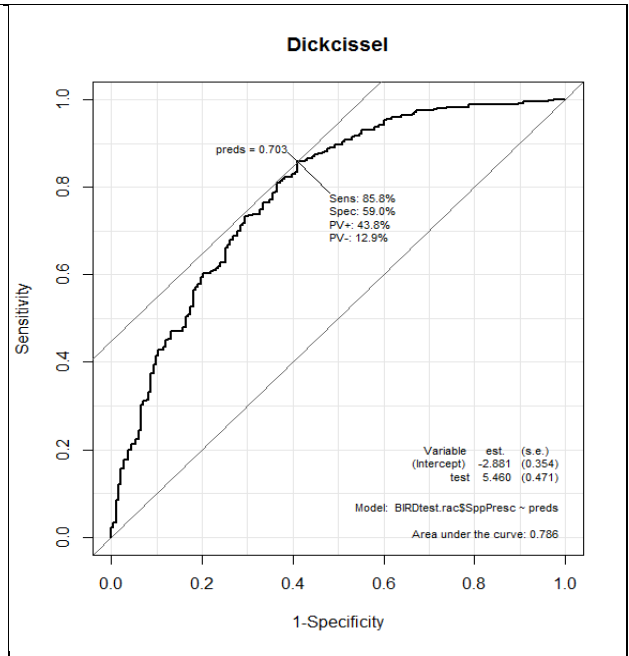 Dickcissel
1.0
0.8
0.6
0.4
0.2
0.0
Sensitivity
preds = 0.703
Sens: 85.8%
Spec: 59.0%
PV+: 43.8%
PV-: 12.9%
Variable est. (s.e.)
(Intercept) -2.881 (0.354)
test 5.460 (0.471)
Model: BIRDtest.rac$SppPresc ~ preds
Area under the curve: 0.786
0.0 0.2 0.4 0.6 0.8 1.0
1-Specificity